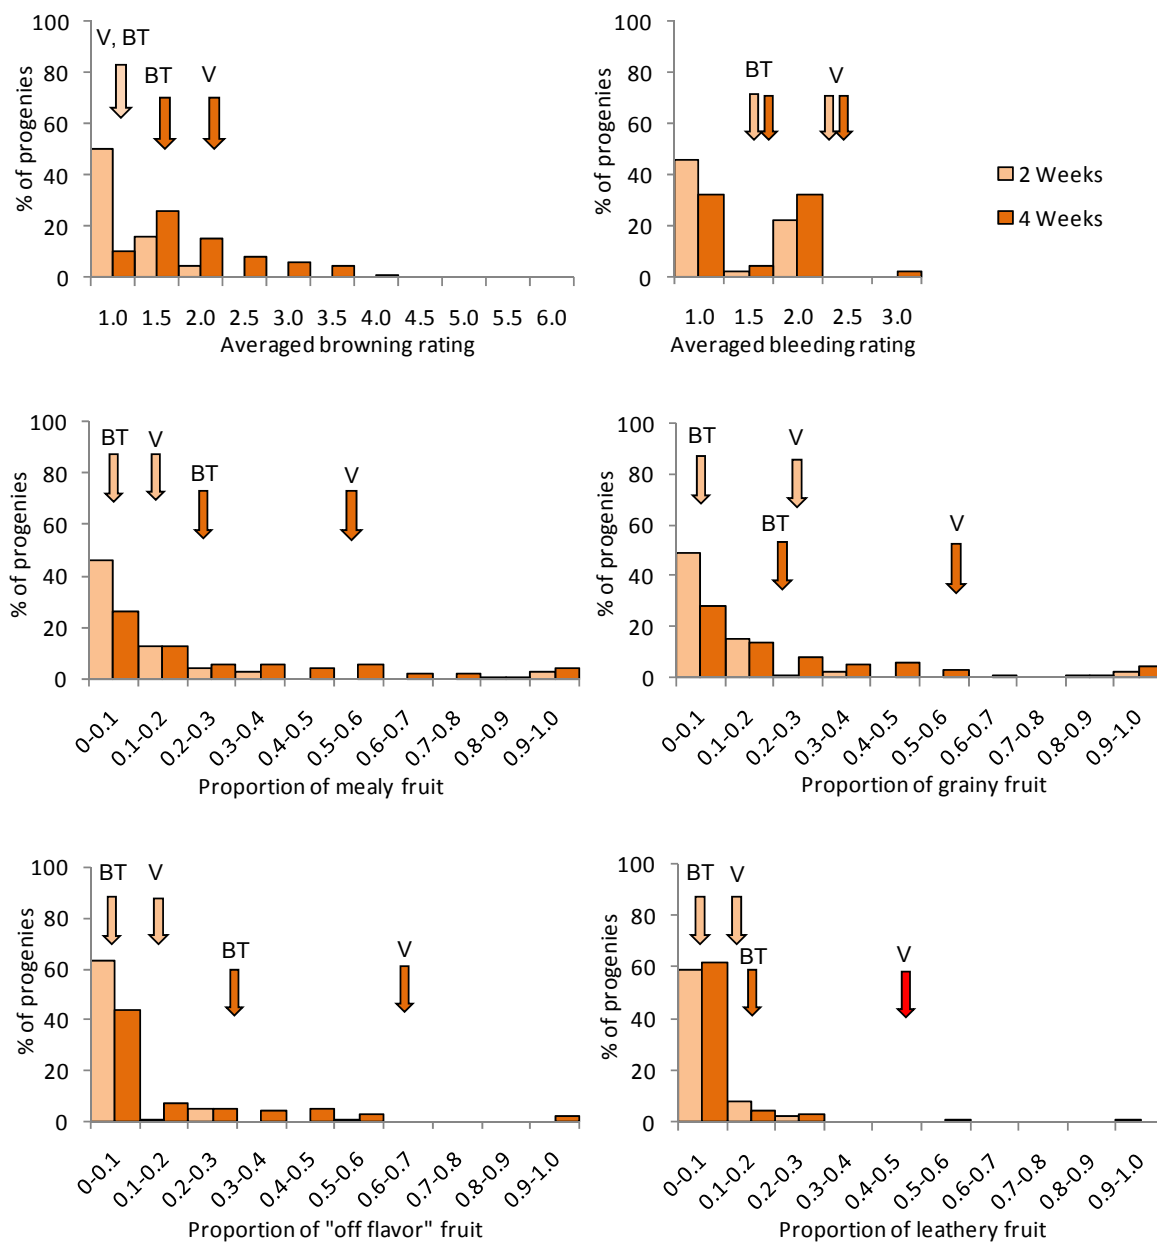 100
80
60
40
20
0
% of progenies
V, BT
BT
V
1.0 1.5 2.0 2.5 3.0 3.5 4.0 4.5 5.0 5.5 6.0
Averaged browning rating
100
80
60
40
20
0
% of progenies
BT
V
1.0 1.5 2.0 2.5 3.0
Averaged bleeding rating
2 Weeks
4 Weeks
100
80
60
40
20
0
% of progenies
BT
V
BT
V
0-0.1
0.1-0.2
0.2-0.3
0.3-0.4
0.4-0.5
0.5-0.6
0.6-0.7
0.7-0.8
0.8-0.9
0.9-1.0
Proportion of mealy fruit
100
80
60
40
20
0
% of progenies
BT
V
BT
V
0-0.1
0.1-0.2
0.2-0.3
0.3-0.4
0.4-0.5
0.5-0.6
0.6-0.7
0.7-0.8
0.8-0.9
0.9-1.0
Proportion of grainy fruit
100
80
60
40
20
0
% of progenies
BT
V
BT
V
0-0.1
0.1-0.2
0.2-0.3
0.3-0.4
0.4-0.5
0.5-0.6
0.6-0.7
0.7-0.8
0.8-0.9
0.9-1.0
Proportion of "off flavor" fruit
100
80
60
40
20
0
% of progenies
BT
V
BT
V
0-0.1
0.1-0.2
0.2-0.3
0.3-0.4
0.4-0.5
0.5-0.6
0.6-0.7
0.7-0.8
0.8-0.9
0.9-1.0
Proportion of leathery fruit